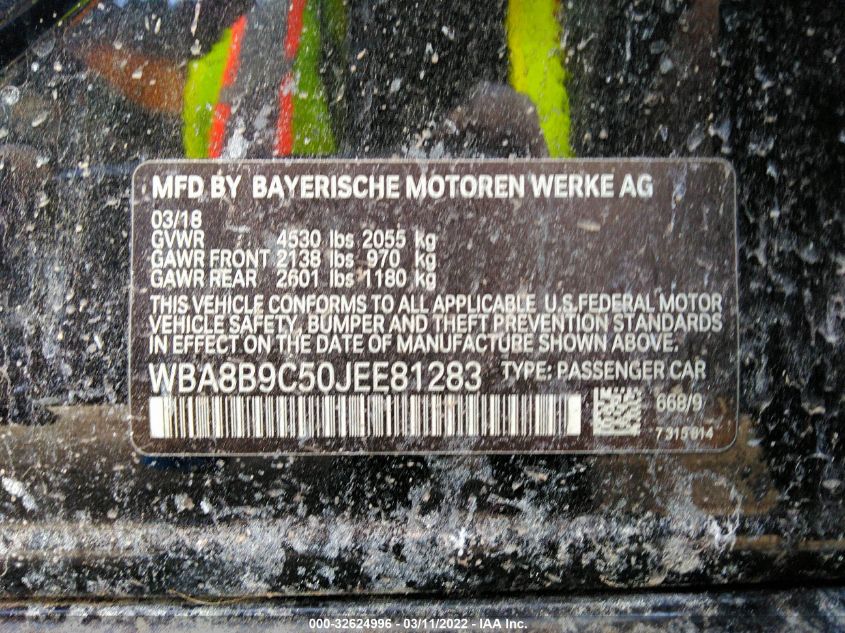 MFD BY BAYERISCHE MOTOREN WERKE AG
03/18
GVWR 4530 lbs 2055 kg
GAWR FRONT 2138 lbs 970 kg
GAWR REAR 2601 lbs 1180 kg
THIS VEHICLE CONFORMS TO ALL APPLICABLE U.S.FEDERAL MOTOR
VEHICLE SAFETY, BUMPER AND THEFT PREVENTION STANDARDS
IN EFFECT ON THE DATE OF MANUFACTURE SHOWN ABOVE.
WBA8B9C50JEE81283 TYPE: PASSENGER CAR
668/9
7 315 814
000-32624996 - 03/11/2022 - IAA Inc.